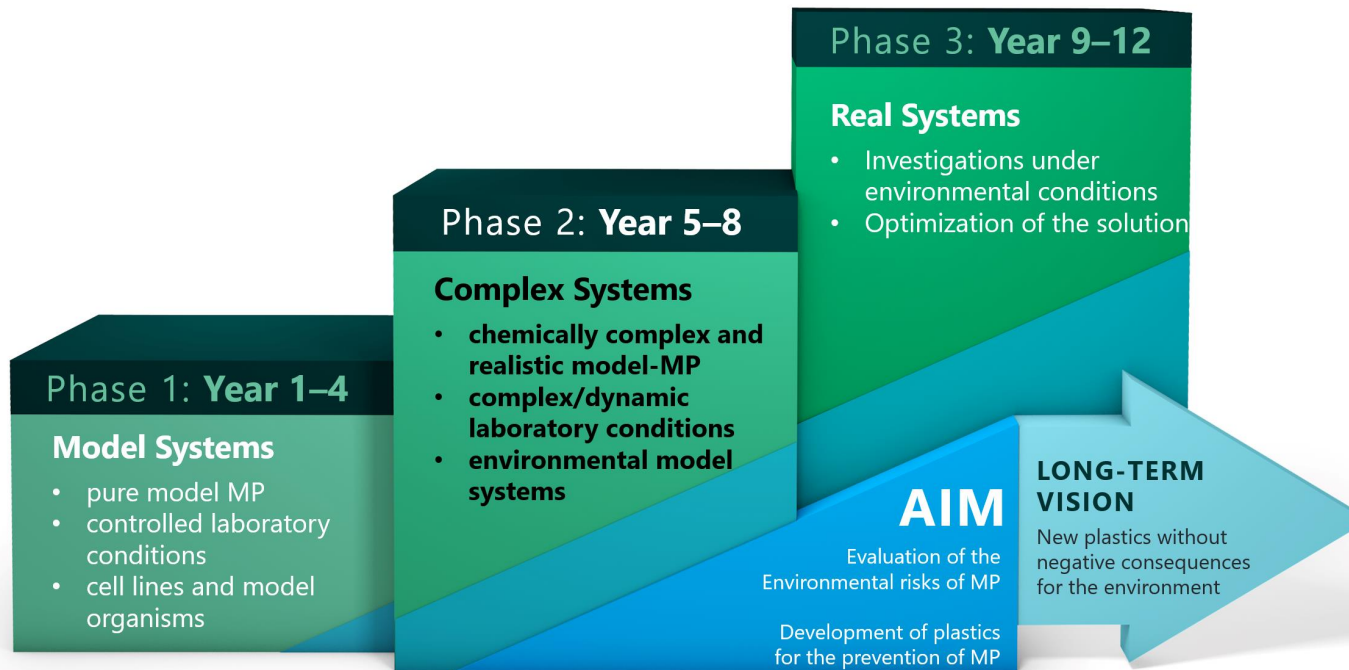 Phase 1: Year 1–4
Model Systems
• pure model MP
• controlled laboratory
conditions
• cell lines and model
organisms
Phase 2: Year 5–8
Complex Systems
• chemically complex and
realistic model-MP
• complex/dynamic
laboratory conditions
• environmental model
systems
Phase 3: Year 9–12
Real Systems
• Investigations under
environmental conditions
• Optimization of the solution
AIM
Evaluation of the
Environmental risks of MP
Development of plastics
for the prevention of MP
LONG-TERM
VISION
New plastics without
negative consequences
for the environment